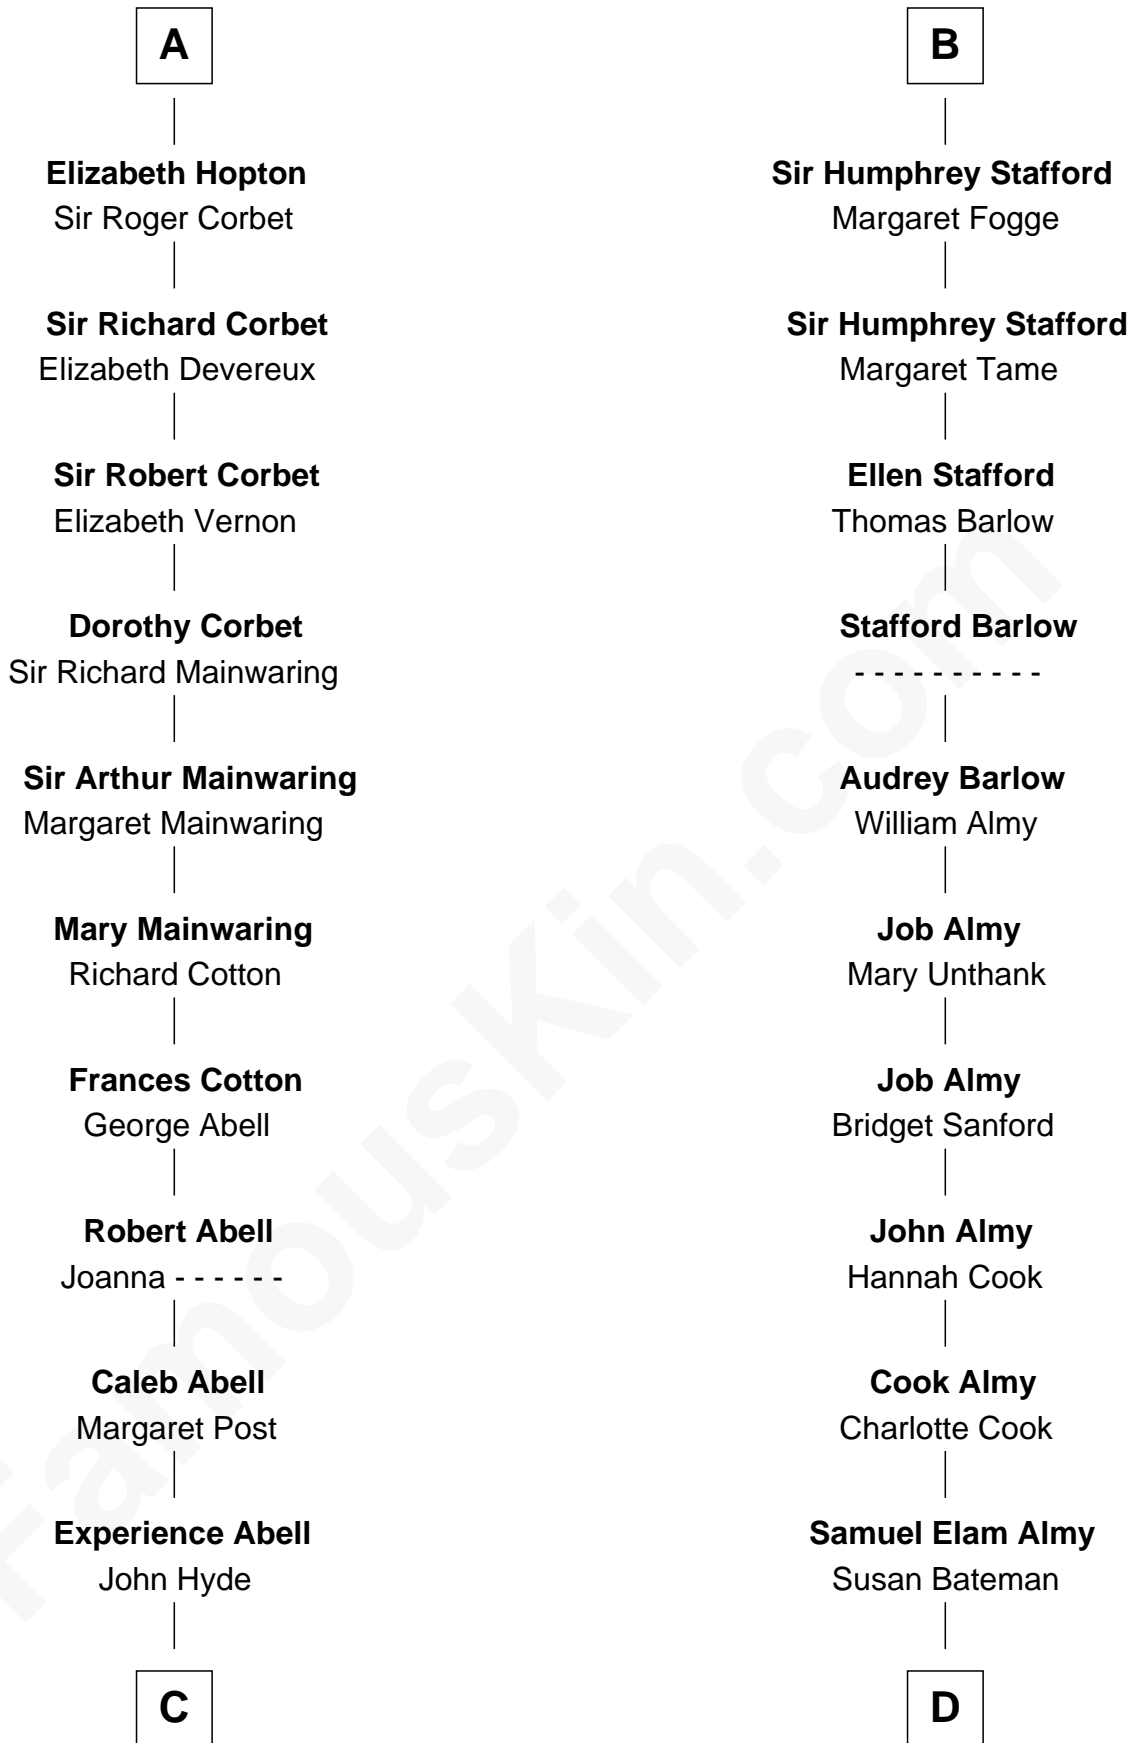 A
Elizabeth Hopton
Sir Roger Corbet
Sir Richard Corbet
Elizabeth Devereux
Sir Robert Corbet
Elizabeth Vernon
Dorothy Corbet
Sir Richard Mainwaring
Sir Arthur Mainwaring
Margaret Mainwaring
Mary Mainwaring
Richard Cotton
Frances Cotton
George Abell
Robert Abell
Joanna - - - - - -
Caleb Abell
Margaret Post
Experience Abell
John Hyde
C
B
Sir Humphrey Stafford
Margaret Fogge
Sir Humphrey Stafford
Margaret Tame
Ellen Stafford
Thomas Barlow
Stafford Barlow
- - - - - - - - - -
Audrey Barlow
William Almy
Job Almy
Mary Unthank
Job Almy
Bridget Sanford
John Almy
Hannah Cook
Cook Almy
Charlotte Cook
Samuel Elam Almy
Susan Bateman
D
FamousKin.com